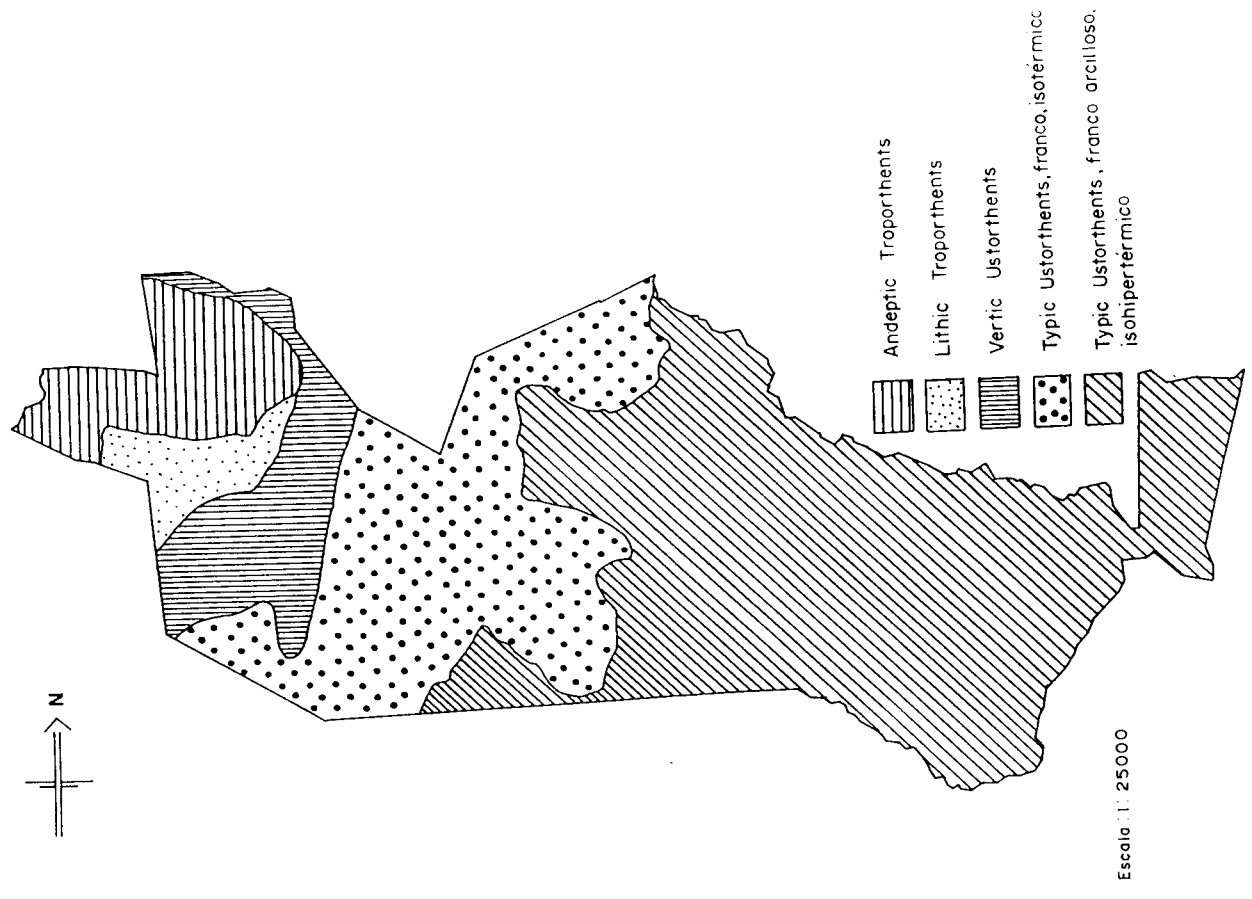 N
Andeptic Troporthents
Lithic Troporthents
Vertic Ustorthents
Typic Ustorthents, franco, isotérmico
Typic Ustorthents, franco arcilloso,
isohipertérmico
Escala 1: 25000